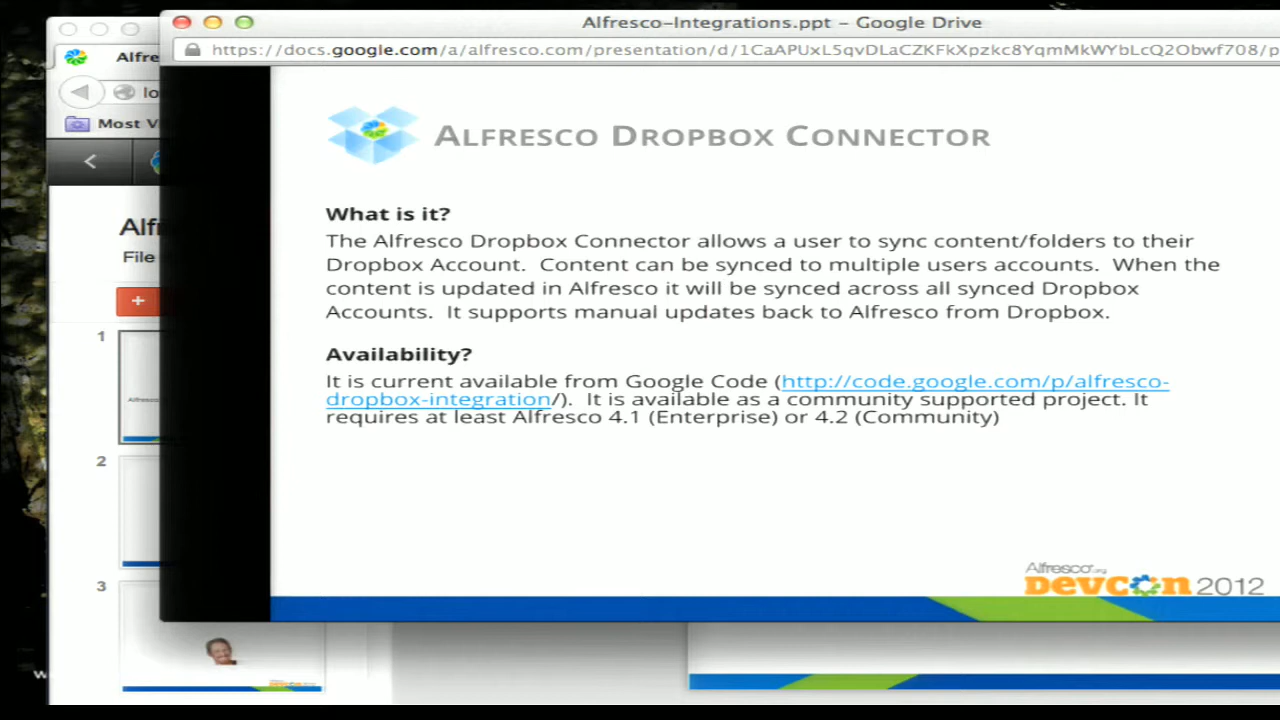 Alfresco-Integrations.ppt – Google Drive
https://docs.google.com/a/alfresco.com/presentation/d/1CaAPUxL5qvDLaCZKFkXpzkc8YqmMkWYbLcQ2Obwf708/p
Alfre
lo
Most V
Alf
File
+
1
2
3
ALFRESCO DROPBOX CONNECTOR
What is it?
The Alfresco Dropbox Connector allows a user to sync content/folders to their
Dropbox Account.  Content can be synced to multiple users accounts.  When the
content is updated in Alfresco it will be synced across all synced Dropbox
Accounts.  It supports manual updates back to Alfresco from Dropbox.
Availability?
It is current available from Google Code (http://code.google.com/p/alfresco-
dropbox-integration/).  It is available as a community supported project. It
requires at least Alfresco 4.1 (Enterprise) or 4.2 (Community)
Alfresco.org
DEVCON 2012